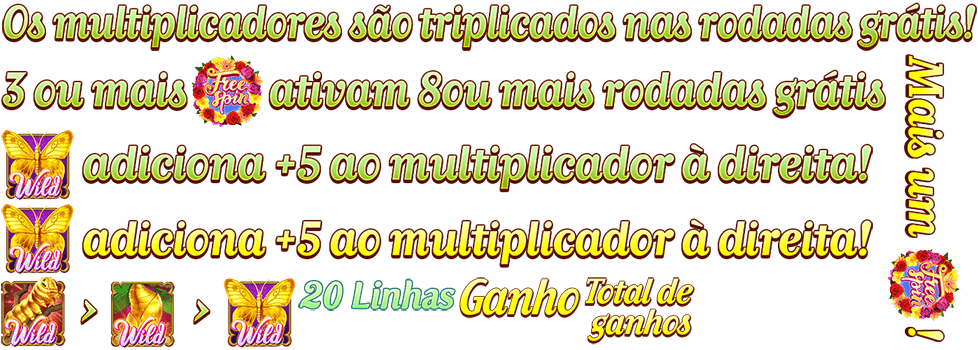 Os multiplicadores são triplicados nas rodadas grátis!
3 ou mais Free Spin ativam 8ou mais rodadas grátis
Wild adiciona +5 ao multiplicador à direita!
Wild adiciona +5 ao multiplicador à direita!
Wild > Wild > Wild
20 Linhas
Ganho
Total de
ganhos
Mais um Free Spin !